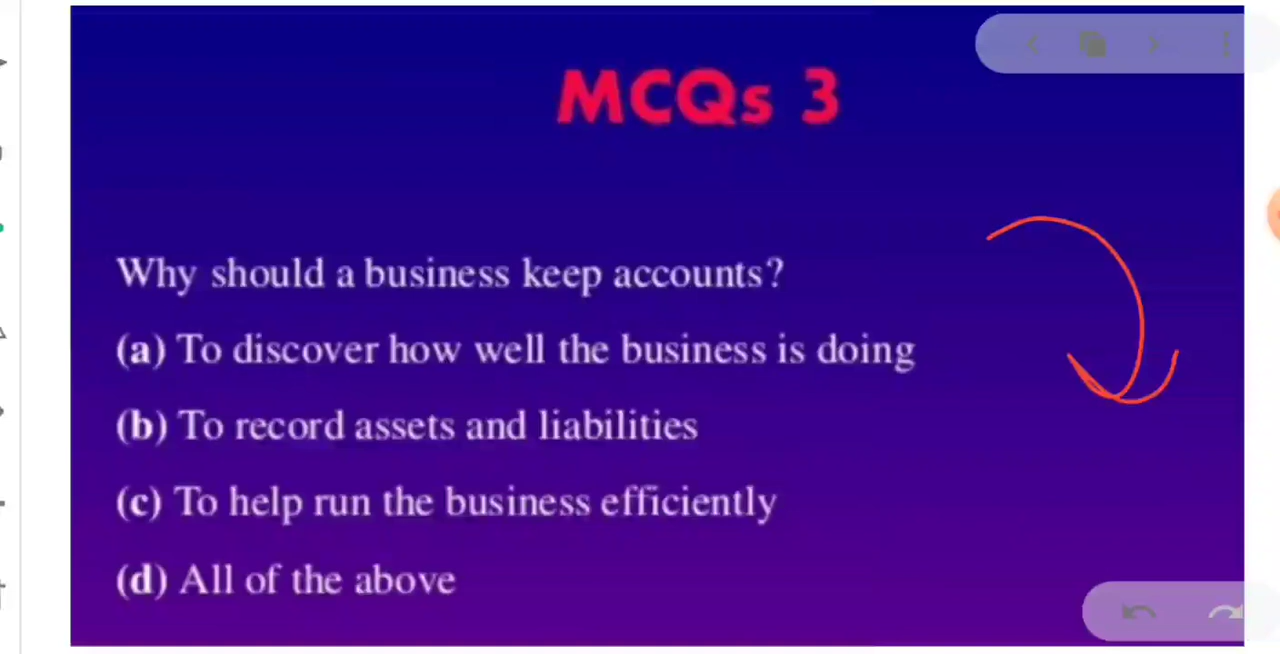 MCQs 3
Why should a business keep accounts?
(a) To discover how well the business is doing
(b) To record assets and liabilities
(c) To help run the business efficiently
(d) All of the above